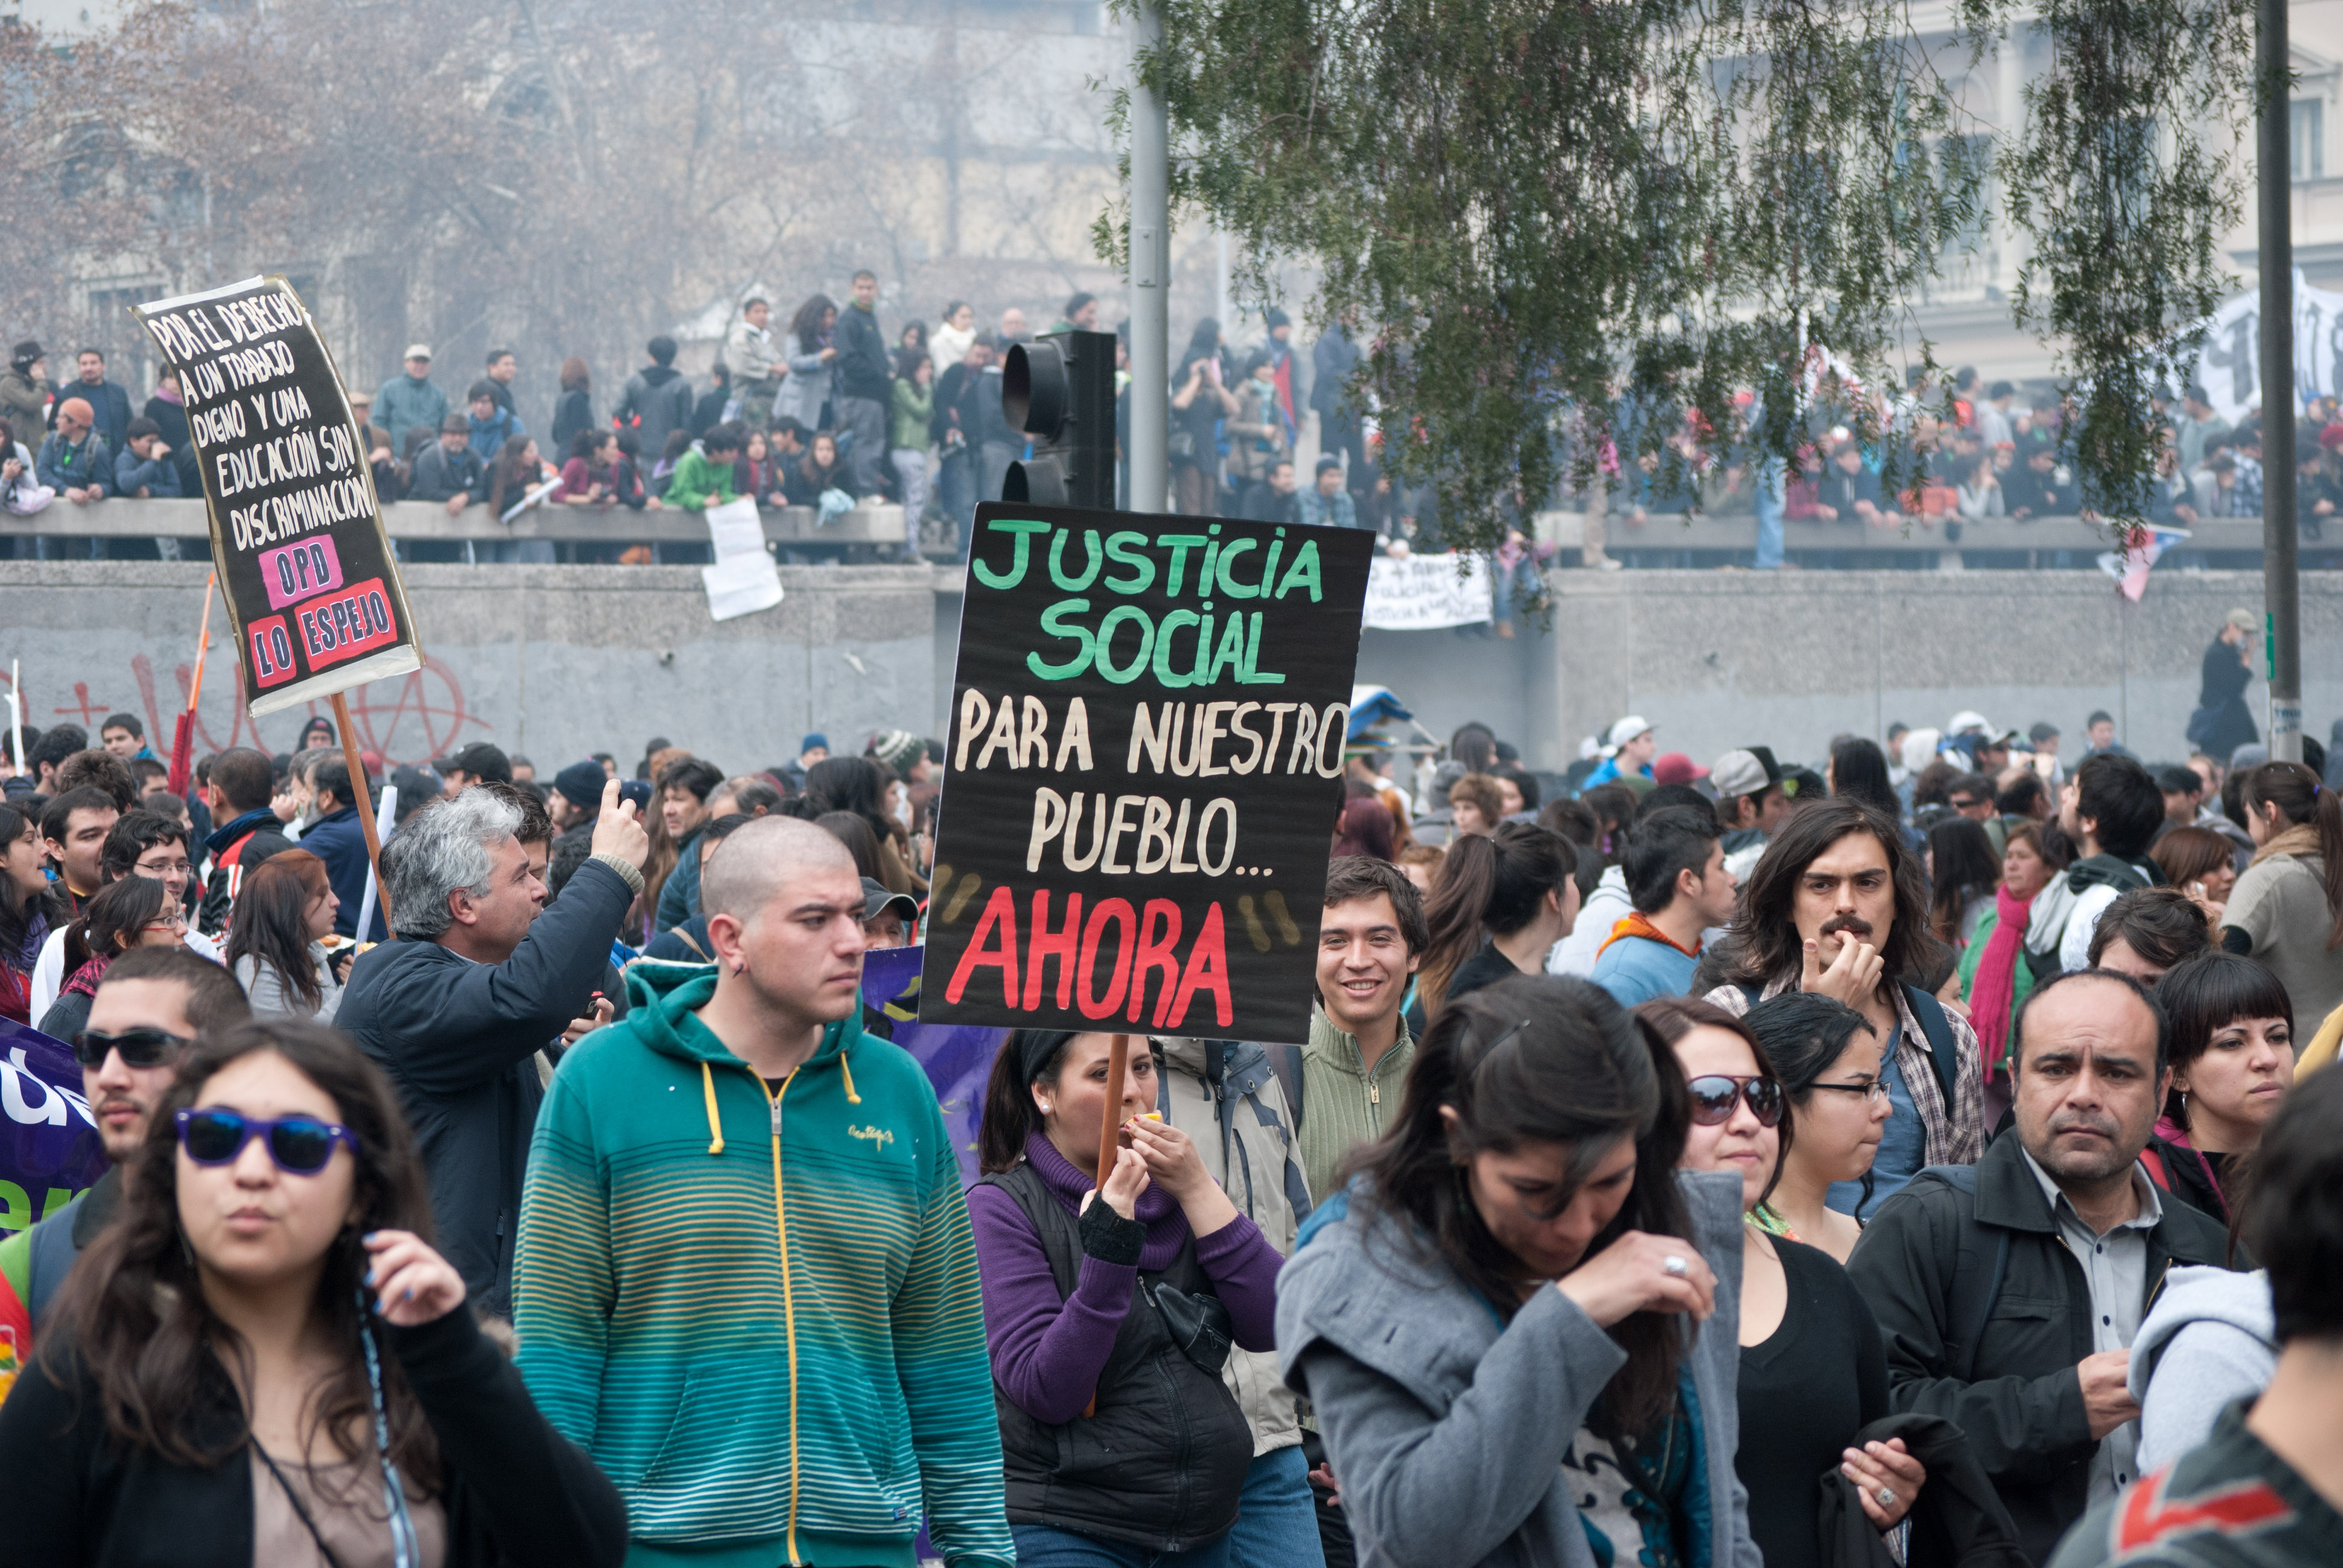 POR EL DERECHO
A UN TRABAJO
DIGNO Y UNA
EDUCACIÓN SIN
DISCRIMINACIÓN
OPD
LO ESPEJO
JUSTICIA
SOCIAL
PARA NUESTRO
PUEBLO...
"AHORA"